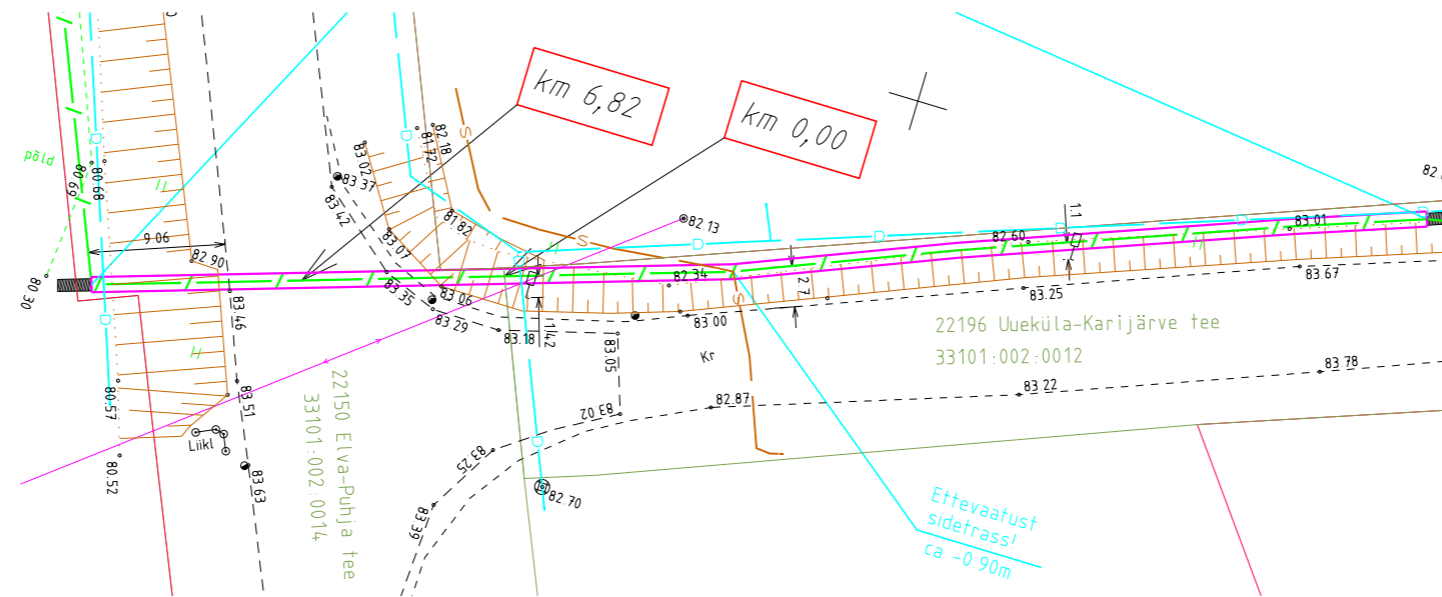 km 6,82
km 0,00
82.18
81.72
83.02
S
D
D
põld
80.69
80.68
83.37
83.42
82.13
1.1
83.01
D
82.60
D
D
D
S
81.82
9.06
82.90
83.07
80.30
83.35
83.06
82.34
2.7
83.67
83.25
83.46
83.29
83.18
1.42
83.00
S
D
83.05
Kr
22196 Uueküla-Karijärve tee
33101:002:0012
83.78
83.22
82.87
83.02
80.57
83.51
22150 Elva-Puhja tee
33101:002:0014
Liikl
83.25
D
80.52
83.63
82.70
83.39
Ettevaatust
sidetrass!
ca -0.90m